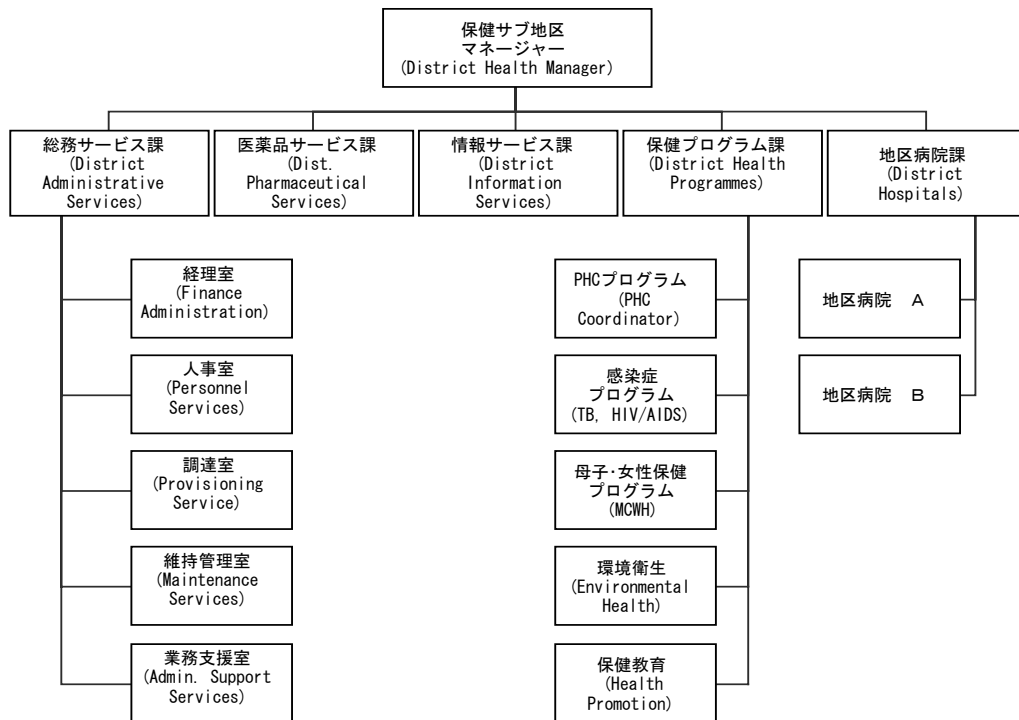 保健サブ地区
マネージャー
(District Health Manager)
総務サービス課
(District
Administrative
Services)
医薬品サービス課
(Dist.
Pharmaceutical
Services)
情報サービス課
(District
Information
Services)
保健プログラム課
(District Health
Programmes)
地区病院課
(District
Hospitals)
経理室
(Finance
Administration)
人事室
(Personnel
Services)
調達室
(Provisioning
Service)
維持管理室
(Maintenance
Services)
業務支援室
(Admin. Support
Services)
PHCプログラム
(PHC
Coordinator)
感染症
プログラム
(TB, HIV/AIDS)
母子・女性保健
プログラム
(MCWH)
環境衛生
(Environmental
Health)
保健教育
(Health
Promotion)
地区病院　A
地区病院　B